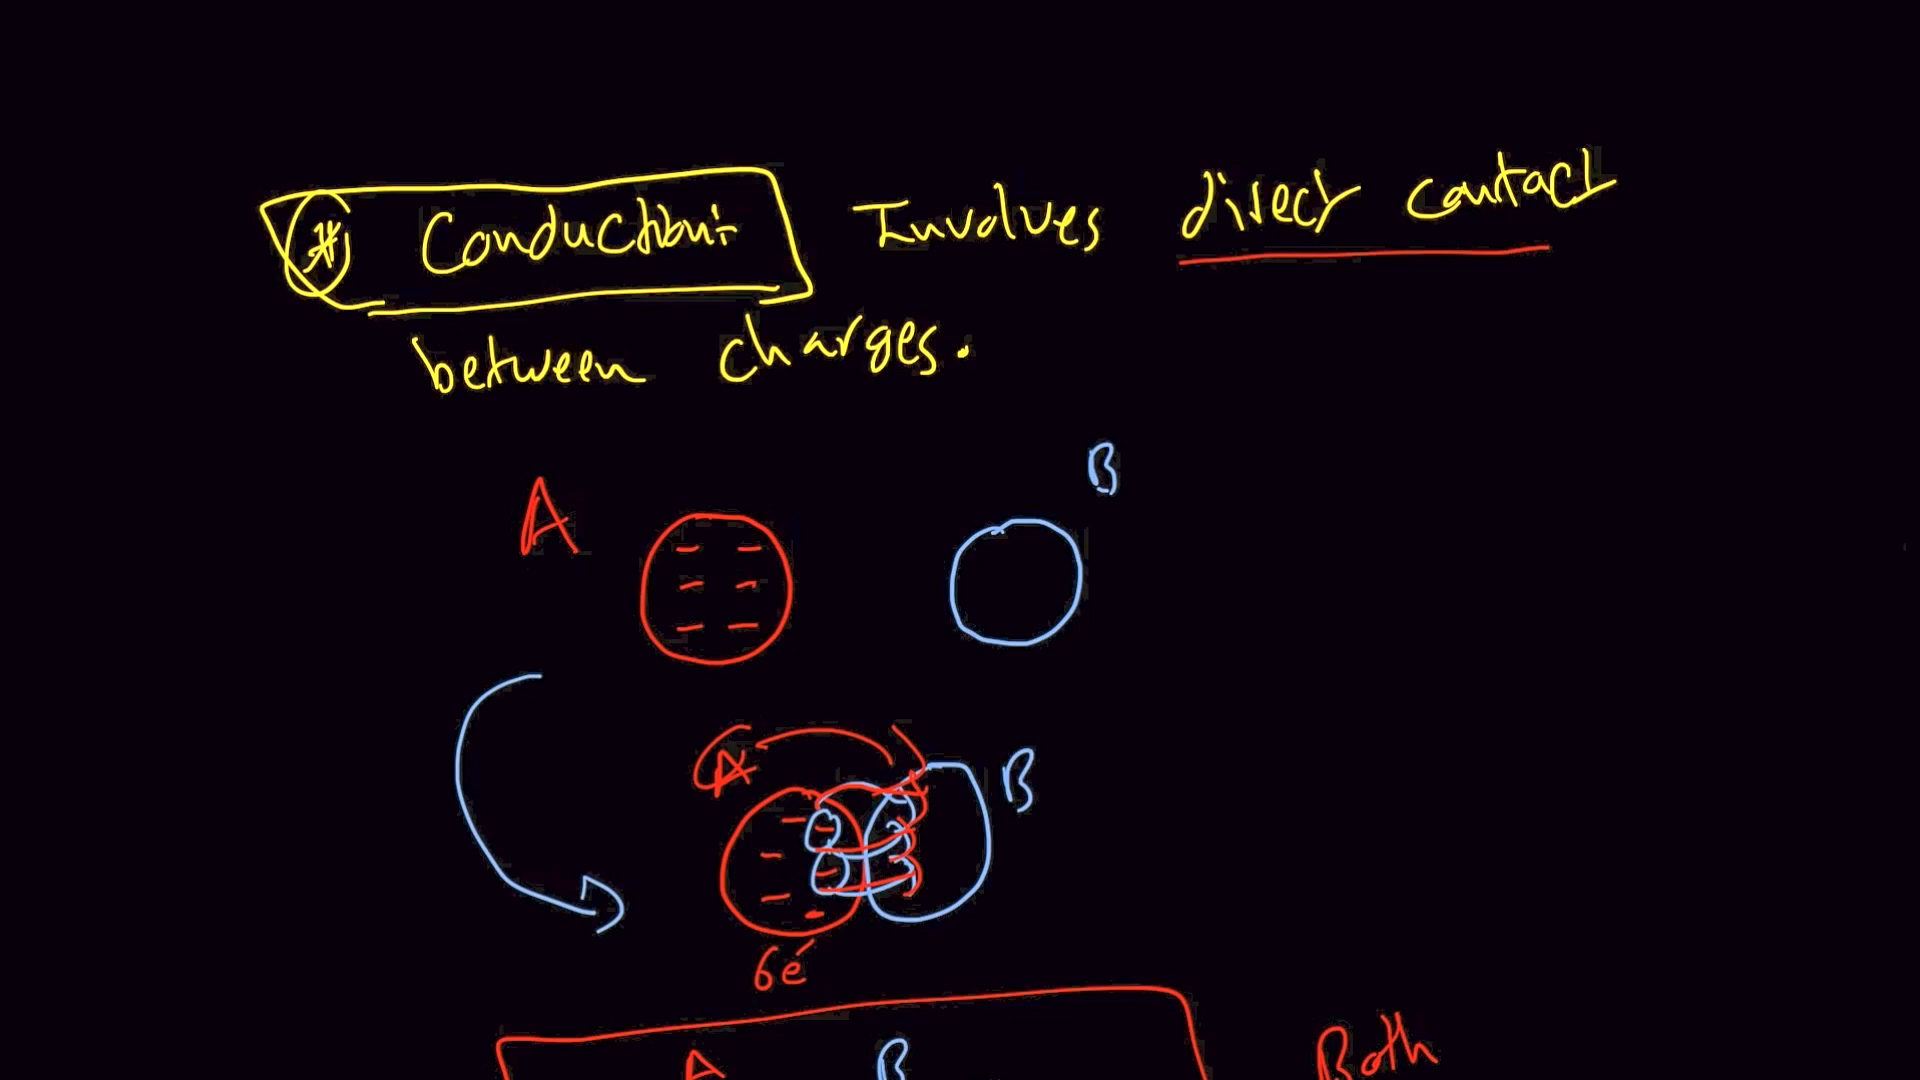 # Conduction:- Involves direct contact
between charges.
A
B
A
B
6e-
A B Both